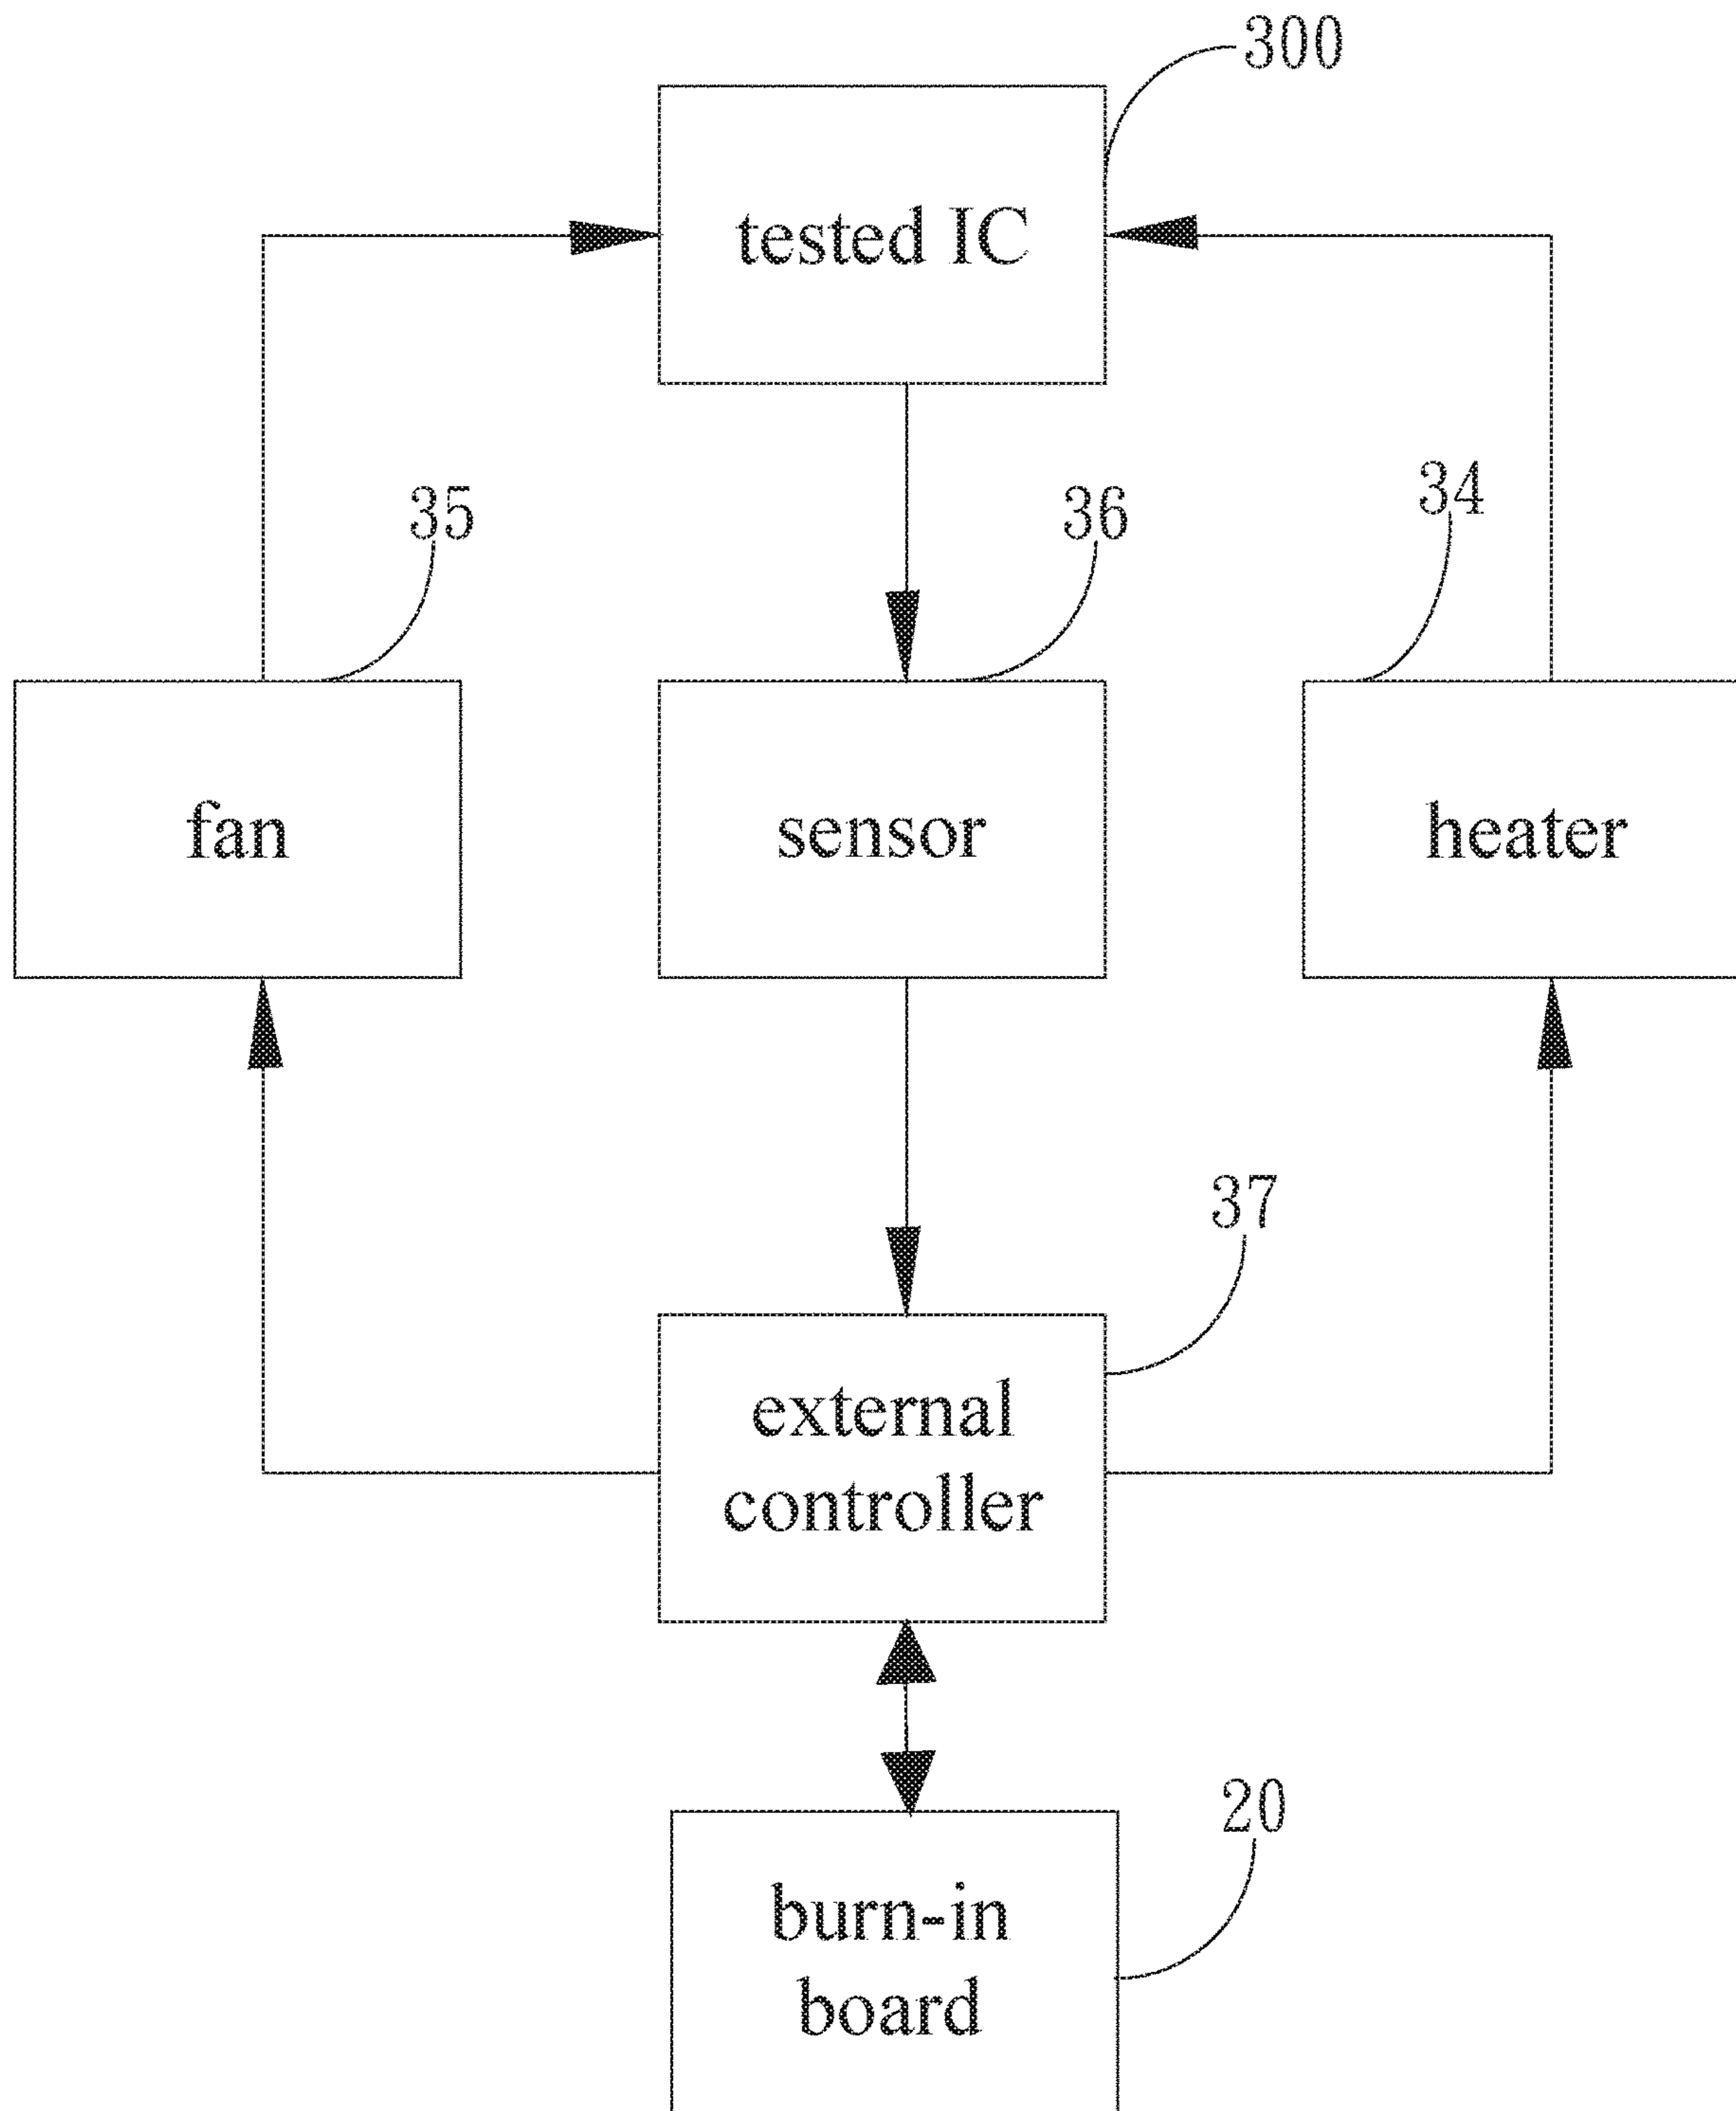 300
tested IC
35
36
34
fan
sensor
heater
37
external
controller
20
burn-in
board